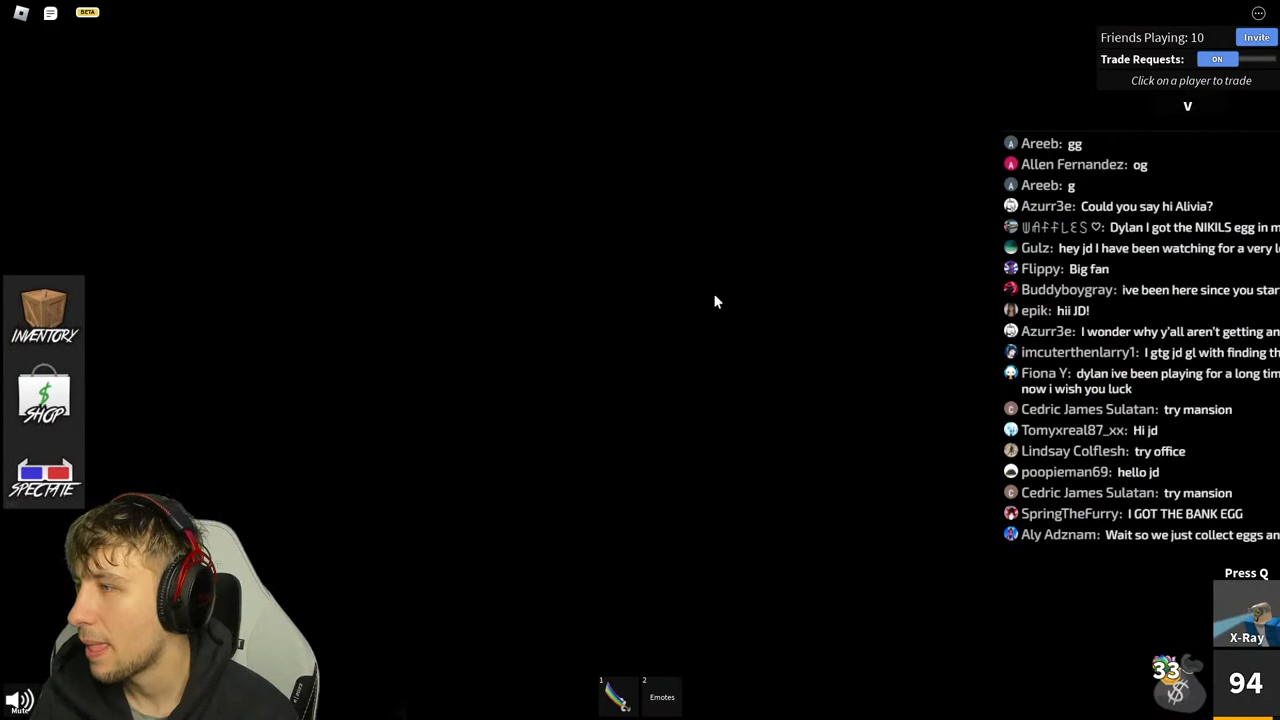 BETA
Friends Playing: 10
Invite
Trade Requests:
ON
Click on a player to trade
v
A Areeb: gg
Allen Fernandez: og
A Areeb: g
Azurr3e: Could you say hi Alivia?
ᗯᗩᖴᖴᒪᗴᔕ♡: Dylan I got the NIKILS egg in m
Gulz: hey jd I have been watching for a very l
Flippy: Big fan
Buddyboygray: ive been here since you star
epik: hii JD!
Azurr3e: I wonder why y'all aren't getting an
imcuterthenlarry1: I gtg jd gl with finding th
Fiona Y: dylan ive been playing for a long tim
now i wish you luck
C Cedric James Sulatan: try mansion
Tomyxreal87_xx: Hi jd
Lindsay Colflesh: try office
poopieman69: hello jd
C Cedric James Sulatan: try mansion
SpringTheFurry: I GOT THE BANK EGG
Aly Adznam: Wait so we just collect eggs an
INVENTORY
$
SHOP
SPECTATE
Mute
1
2
Emotes
Press Q
X-Ray
33
$
94